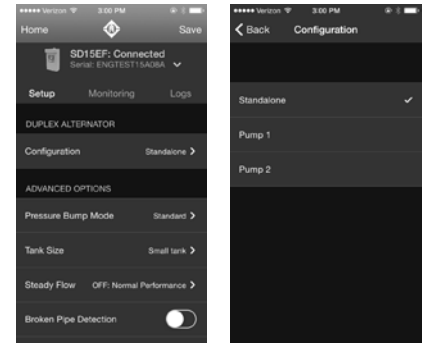 Verizon 3:00 PM
Home Save
SD15EF: Connected
Serial: ENGTEST15A08A
Setup Monitoring Logs
DUPLEX ALTERNATOR
Configuration Standalone
ADVANCED OPTIONS
Pressure Bump Mode Standard
Tank Size Small tank
Steady Flow OFF: Normal Performance
Broken Pipe Detection
Verizon 3:00 PM
Back Configuration
Standalone
Pump 1
Pump 2